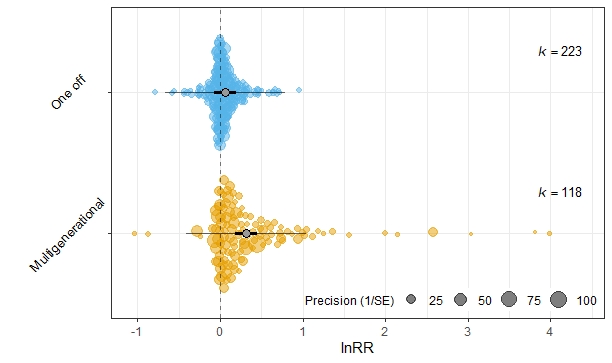 One off
k = 223
Multigenerational
k = 118
Precision (1/SE) 25 50 75 100
-1 0 1 2 3 4
lnRR